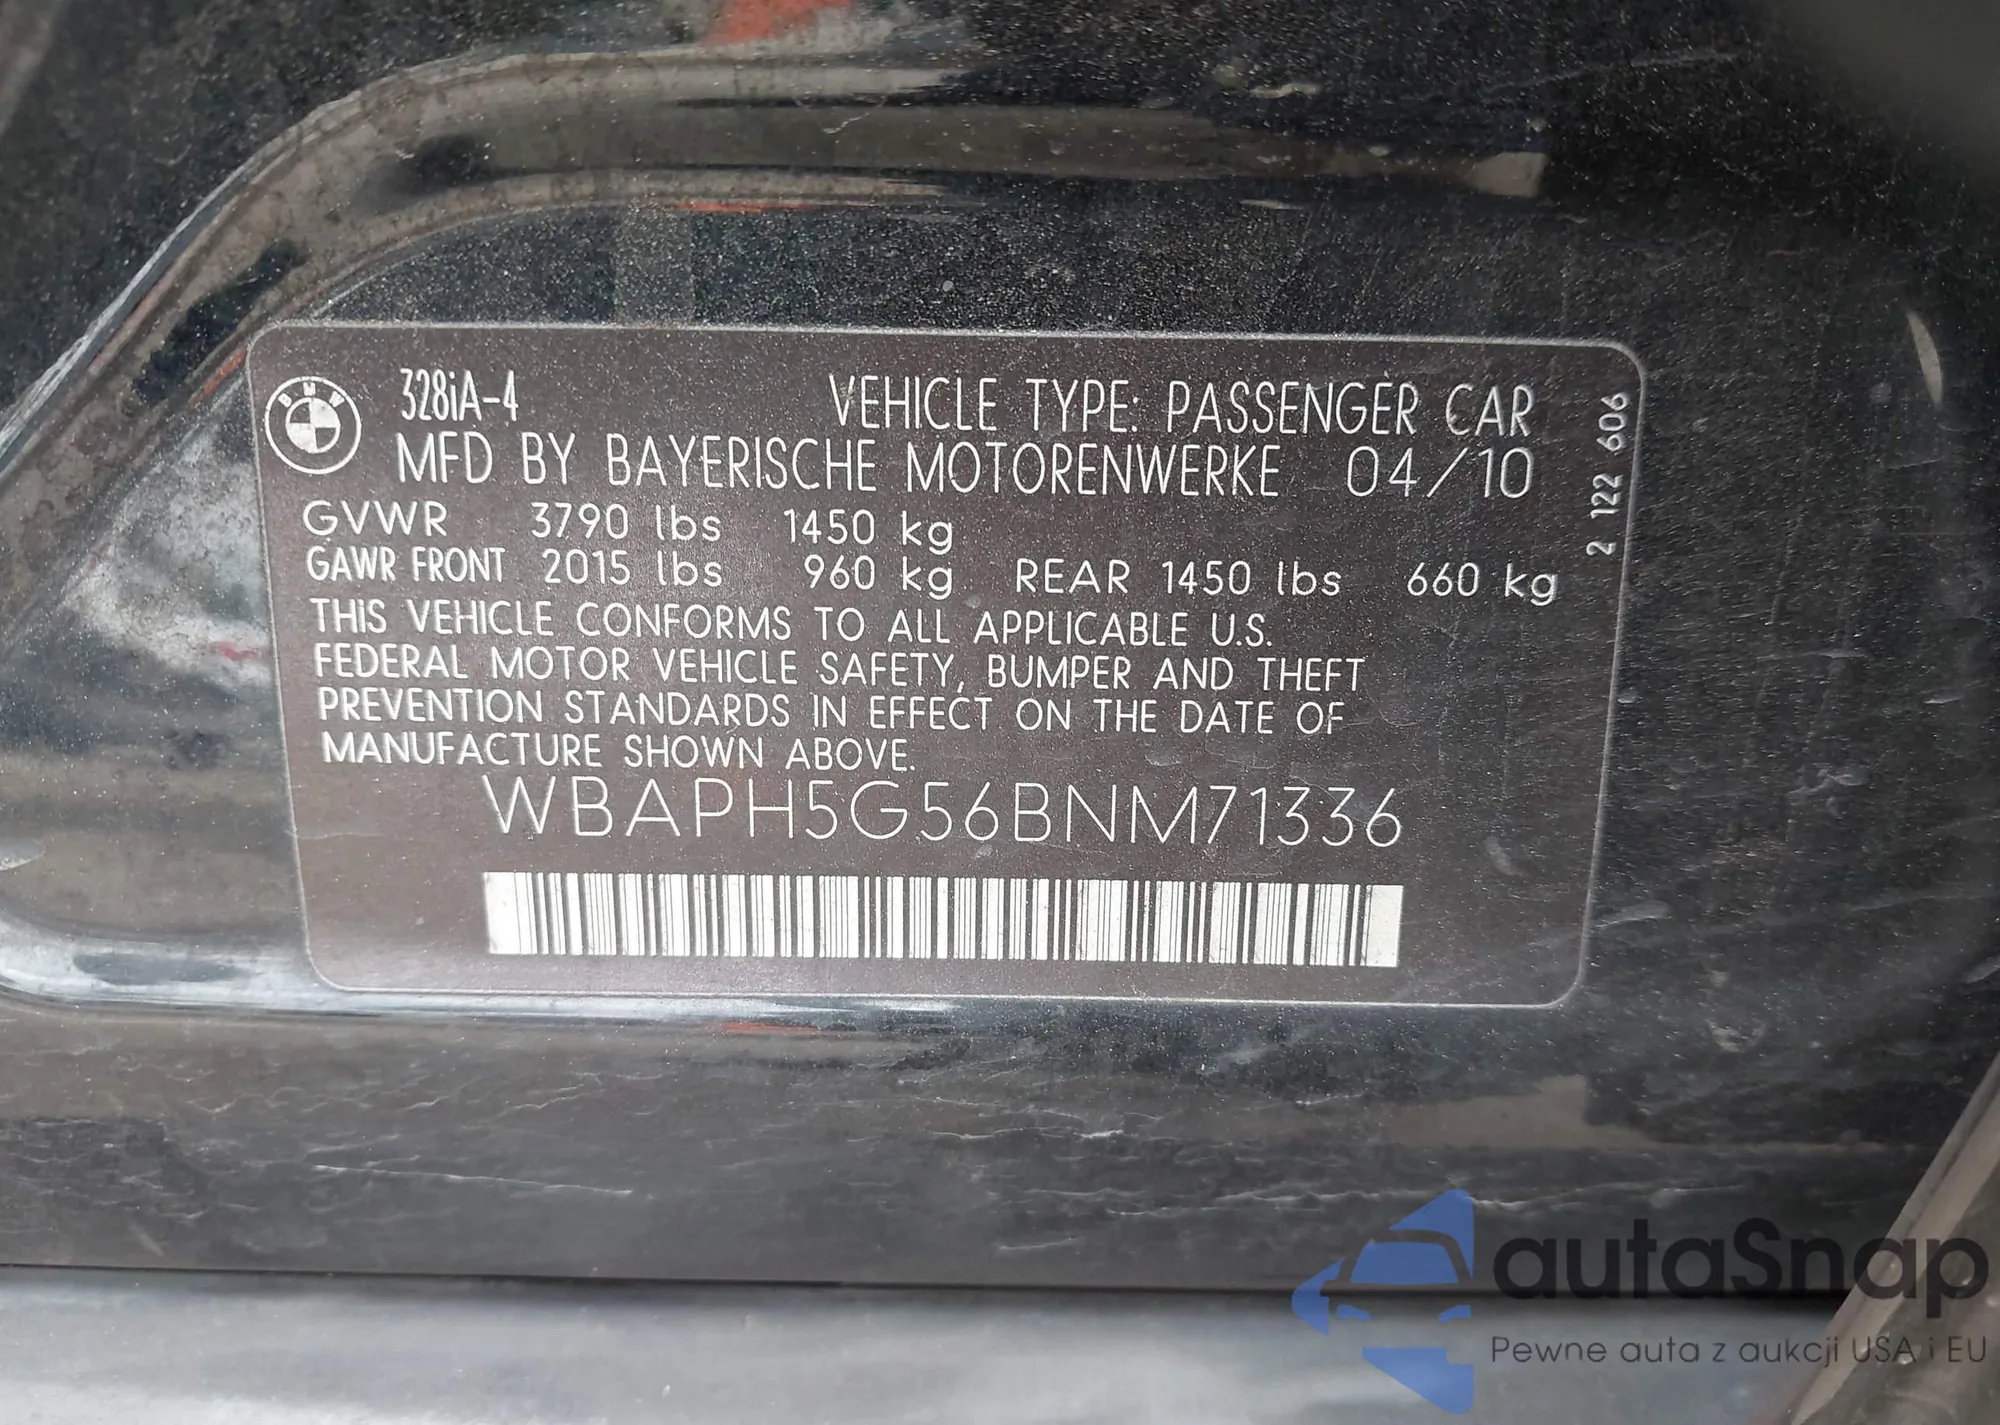 BMW
328iA-4 VEHICLE TYPE: PASSENGER CAR
MFD BY BAYERISCHE MOTORENWERKE 04/10
GVWR 3790 lbs 1450 kg
GAWR FRONT 2015 lbs 960 kg REAR 1450 lbs 660 kg
THIS VEHICLE CONFORMS TO ALL APPLICABLE U.S.
FEDERAL MOTOR VEHICLE SAFETY, BUMPER AND THEFT
PREVENTION STANDARDS IN EFFECT ON THE DATE OF
MANUFACTURE SHOWN ABOVE.
WBAPH5G56BNM71336
2 122 606
autaSnap
Pewne auta z aukcji USA i EU